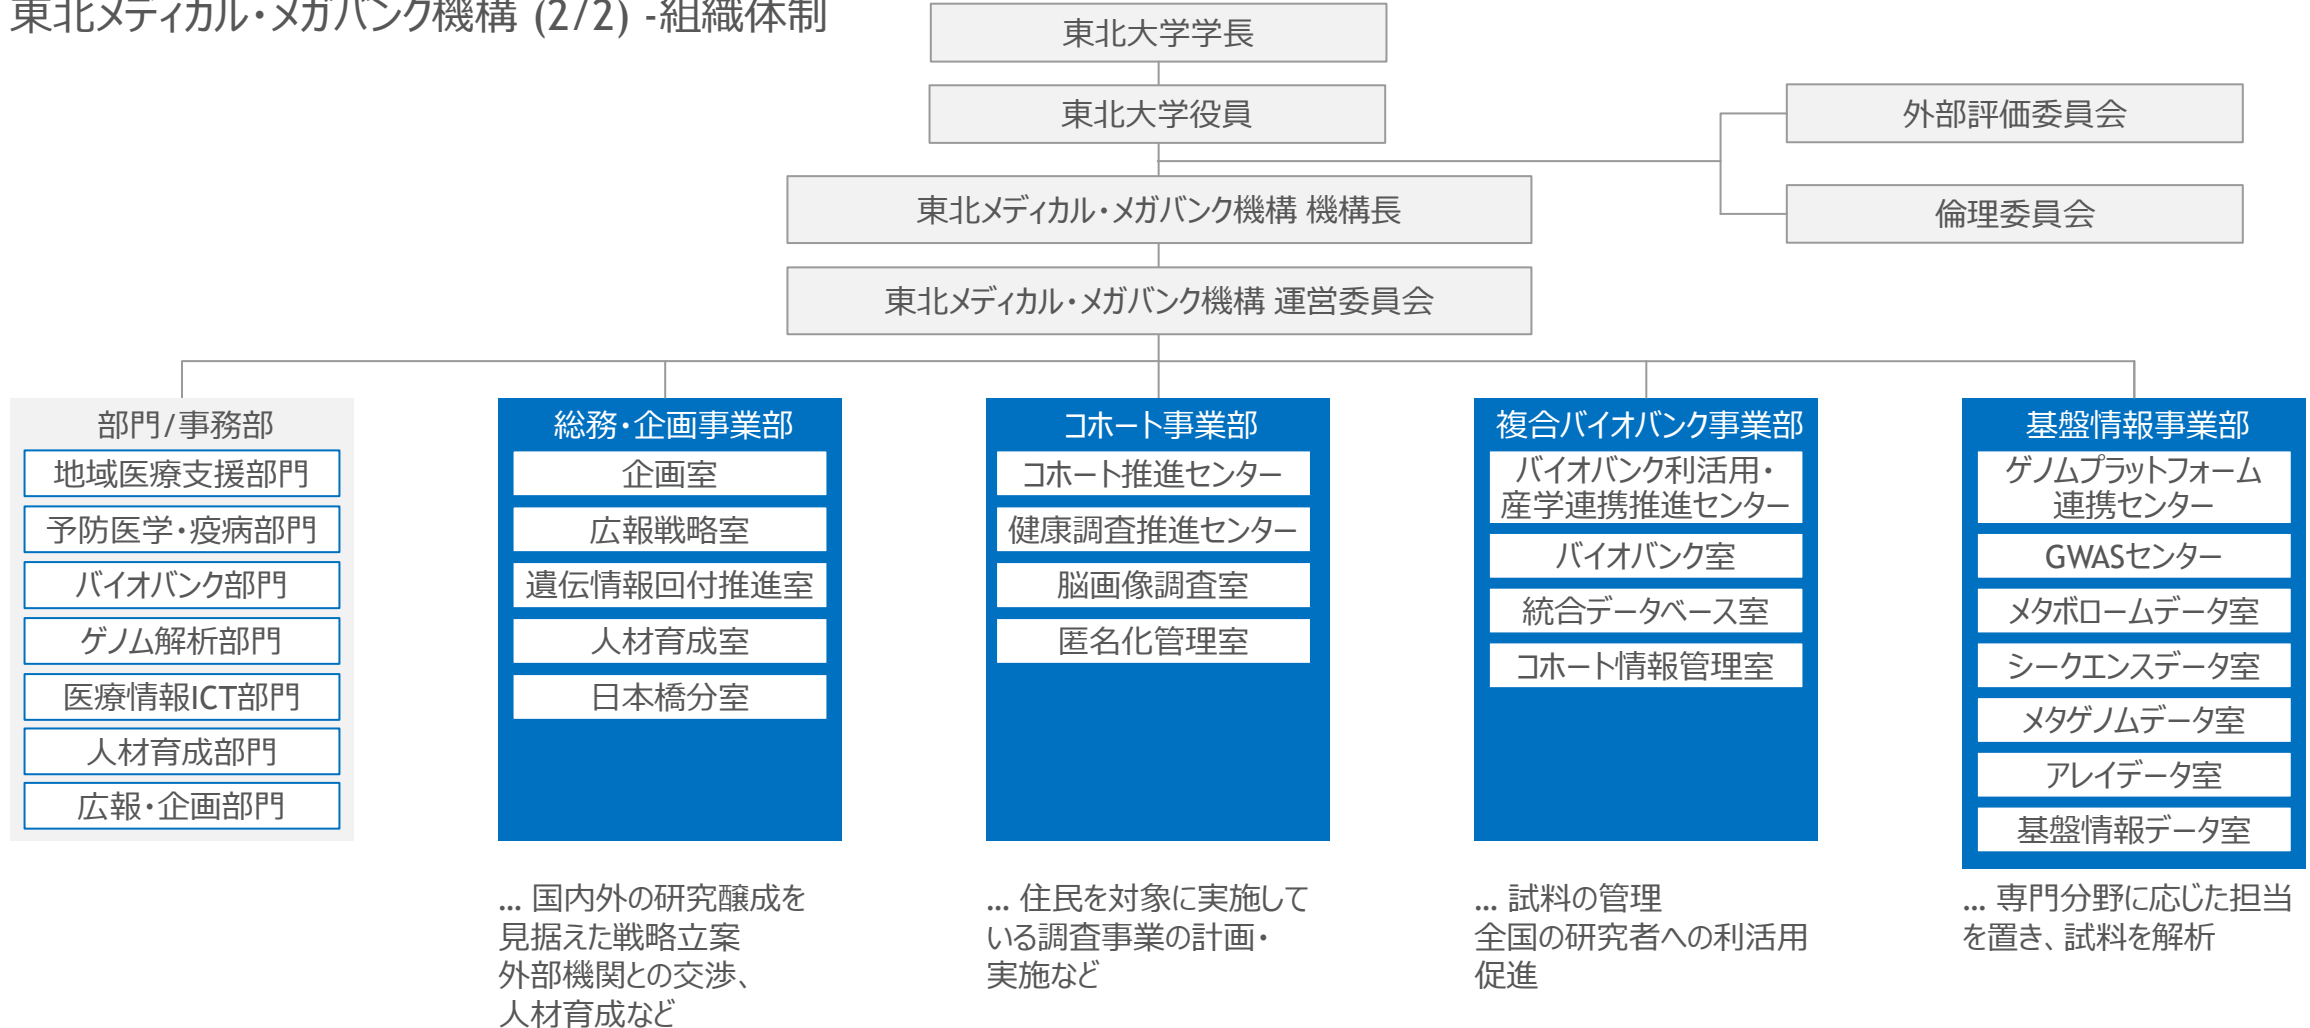 東北メディカル・メガバンク機構 (2/2) -組織体制
東北大学学長
東北大学役員
外部評価委員会
倫理委員会
東北メディカル・メガバンク機構 機構長
東北メディカル・メガバンク機構 運営委員会
部門/事務部
地域医療支援部門
予防医学・疫病部門
バイオバンク部門
ゲノム解析部門
医療情報ICT部門
人材育成部門
広報・企画部門
総務・企画事業部
企画室
広報戦略室
遺伝情報回付推進室
人材育成室
日本橋分室
... 国内外の研究醸成を
見据えた戦略立案
外部機関との交渉、
人材育成など
コホート事業部
コホート推進センター
健康調査推進センター
脳画像調査室
匿名化管理室
... 住民を対象に実施して
いる調査事業の計画・
実施など
複合バイオバンク事業部
バイオバンク利活用・
産学連携推進センター
バイオバンク室
統合データベース室
コホート情報管理室
... 試料の管理
全国の研究者への利活用
促進
基盤情報事業部
ゲノムプラットフォーム
連携センター
GWASセンター
メタボロームデータ室
シークエンスデータ室
メタゲノムデータ室
アレイデータ室
基盤情報データ室
... 専門分野に応じた担当
を置き、試料を解析